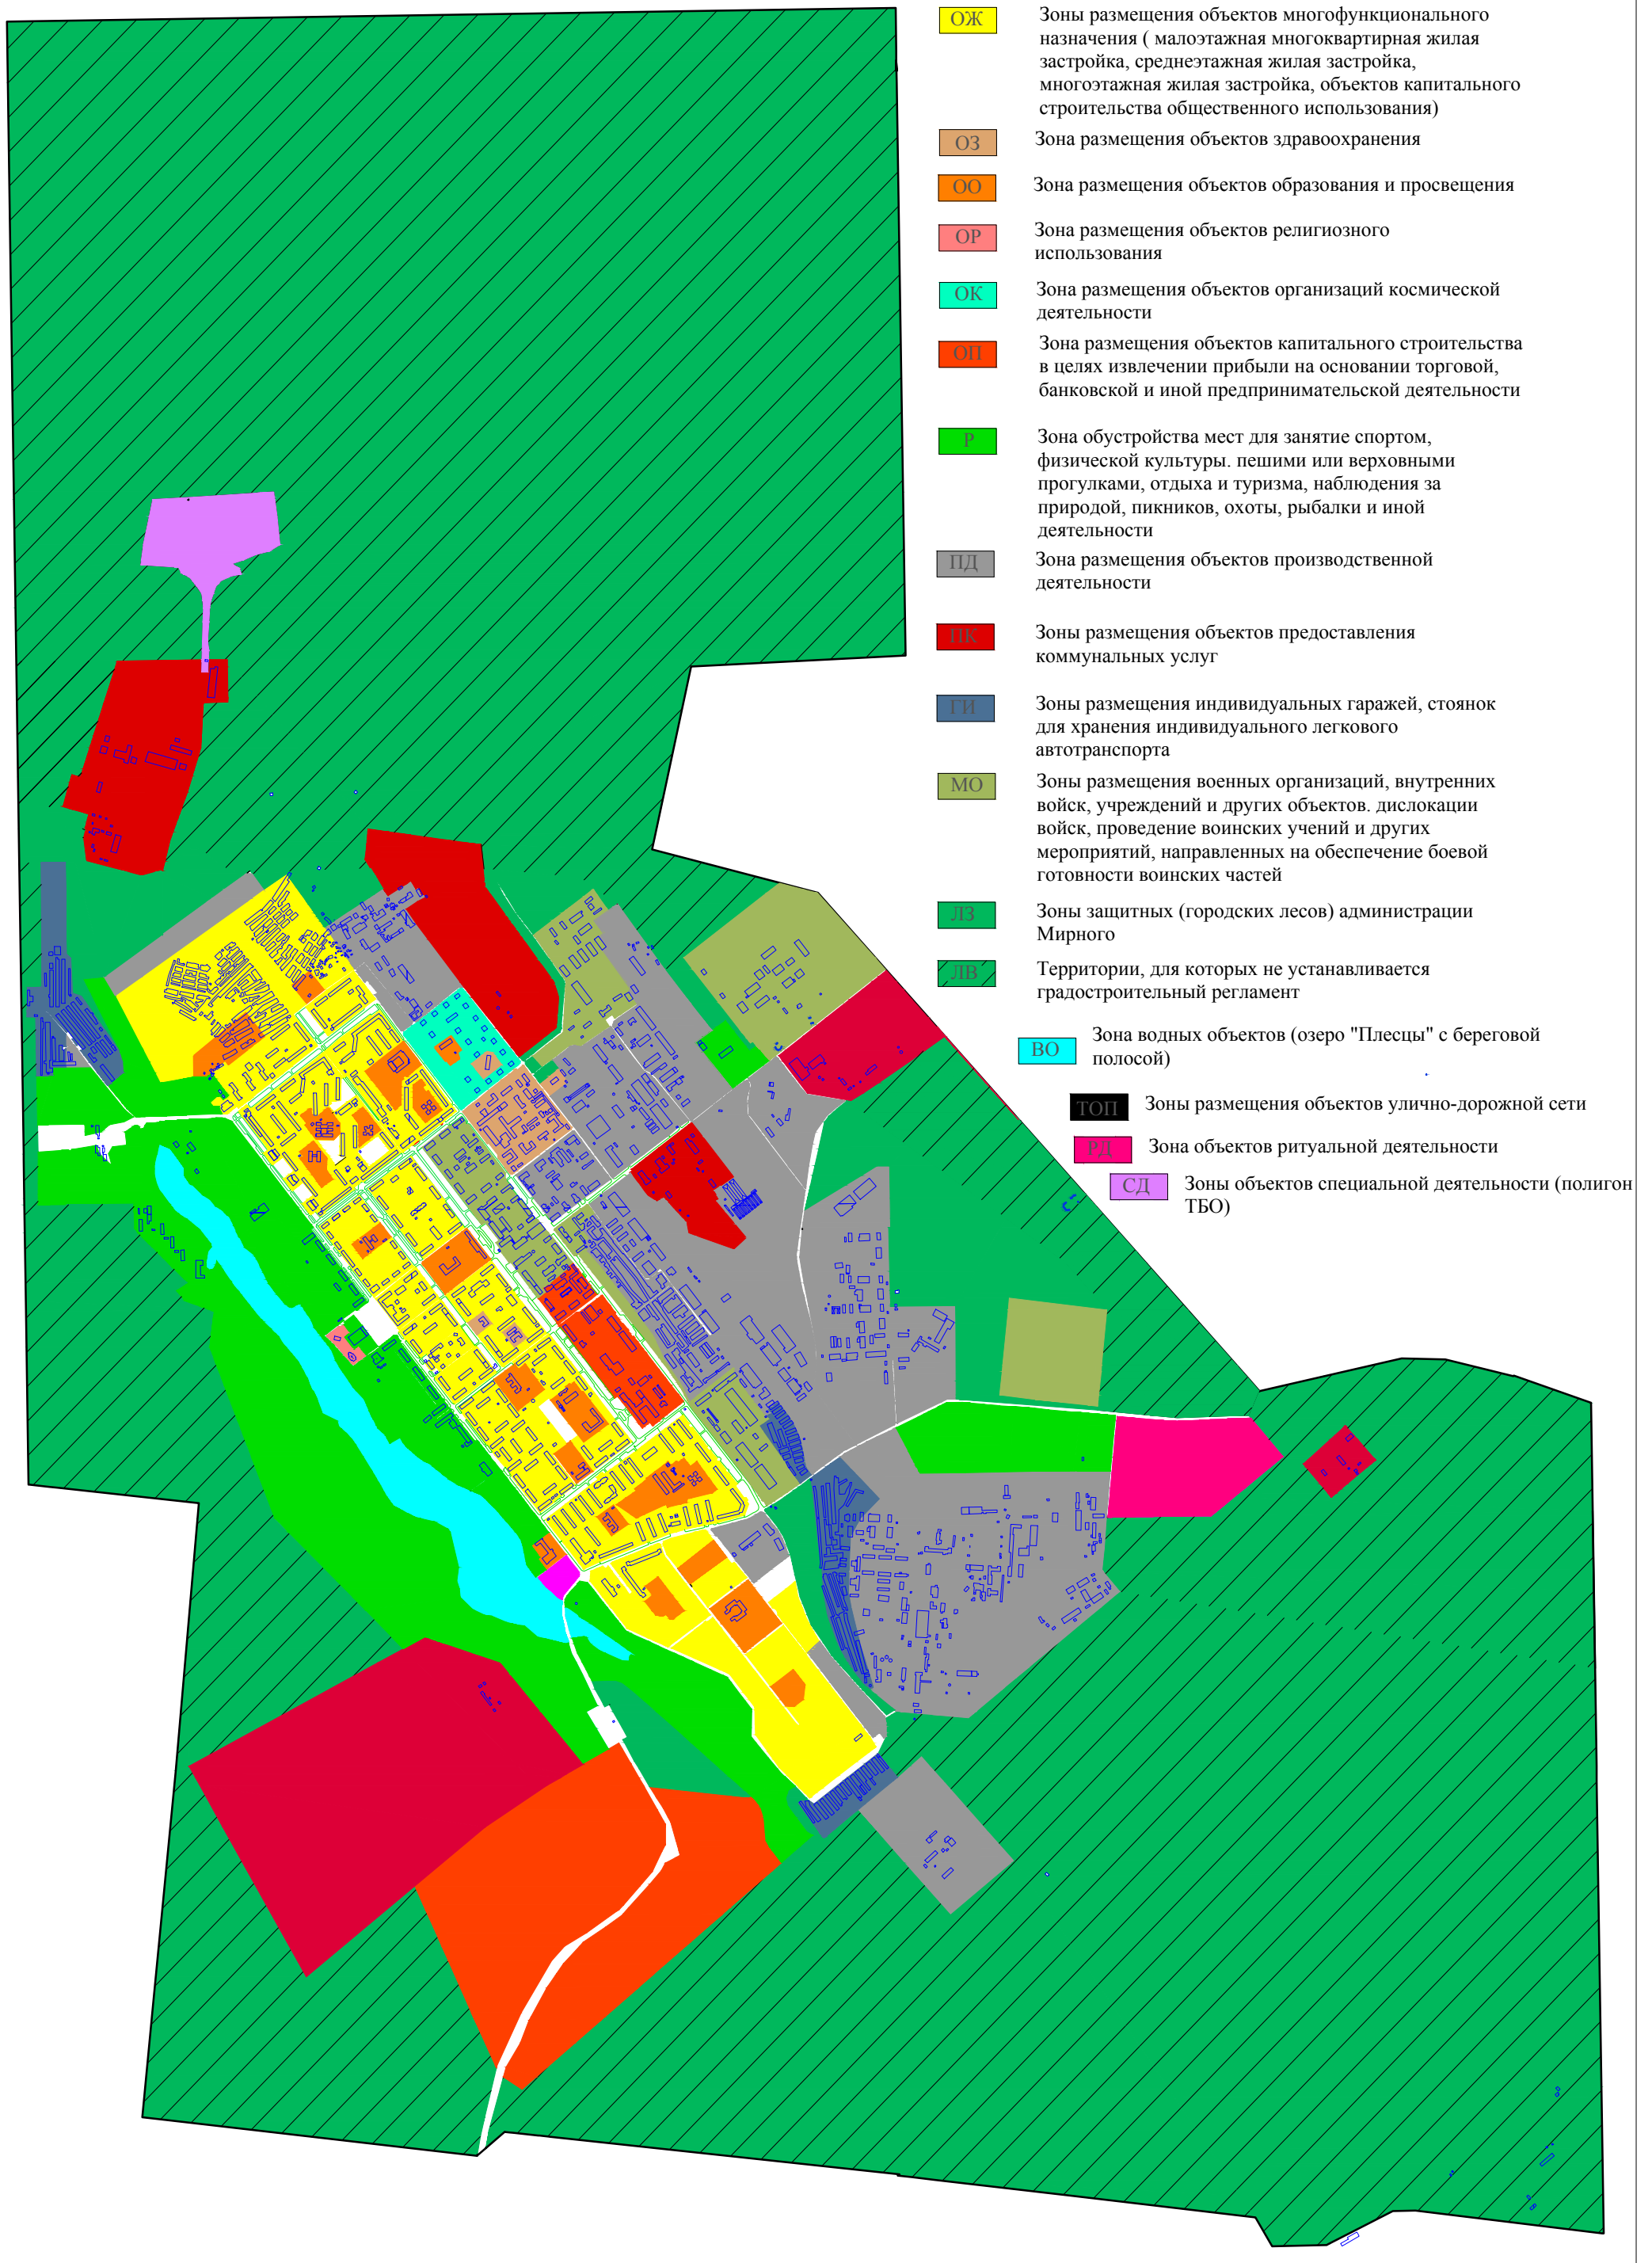 ОЖ Зоны размещения объектов многофункционального
назначения ( малоэтажная многоквартирная жилая
застройка, среднеэтажная жилая застройка,
многоэтажная жилая застройка, объектов капитального
строительства общественного использования)
ОЗ Зона размещения объектов здравоохранения
ОО Зона размещения объектов образования и просвещения
ОР Зона размещения объектов религиозного
использования
ОК Зона размещения объектов организаций космической
деятельности
ОП Зона размещения объектов капитального строительства
в целях извлечении прибыли на основании торговой,
банковской и иной предпринимательской деятельности
Р Зона обустройства мест для занятие спортом,
физической культуры. пешими или верховными
прогулками, отдыха и туризма, наблюдения за
природой, пикников, охоты, рыбалки и иной
деятельности
ПД Зона размещения объектов производственной
деятельности
ПК Зоны размещения объектов предоставления
коммунальных услуг
ГИ Зоны размещения индивидуальных гаражей, стоянок
для хранения индивидуального легкового
автотранспорта
МО Зоны размещения военных организаций, внутренних
войск, учреждений и других объектов. дислокации
войск, проведение воинских учений и других
мероприятий, направленных на обеспечение боевой
готовности воинских частей
ЛЗ Зоны защитных (городских лесов) администрации
Мирного
ЛВ Территории, для которых не устанавливается
градостроительный регламент
ВО Зона водных объектов (озеро "Плесцы" с береговой
полосой)
ТОП Зоны размещения объектов улично-дорожной сети
РД Зона объектов ритуальной деятельности
СД Зоны объектов специальной деятельности (полигон
ТБО)